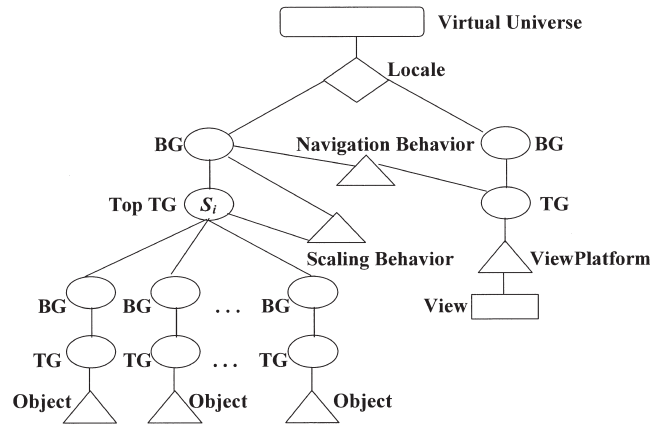 Virtual Universe
Locale
BG
Navigation Behavior
BG
Top TG
Sᵢ
TG
Scaling Behavior
ViewPlatform
BG
BG
...
BG
View
TG
TG
...
TG
Object
Object
Object